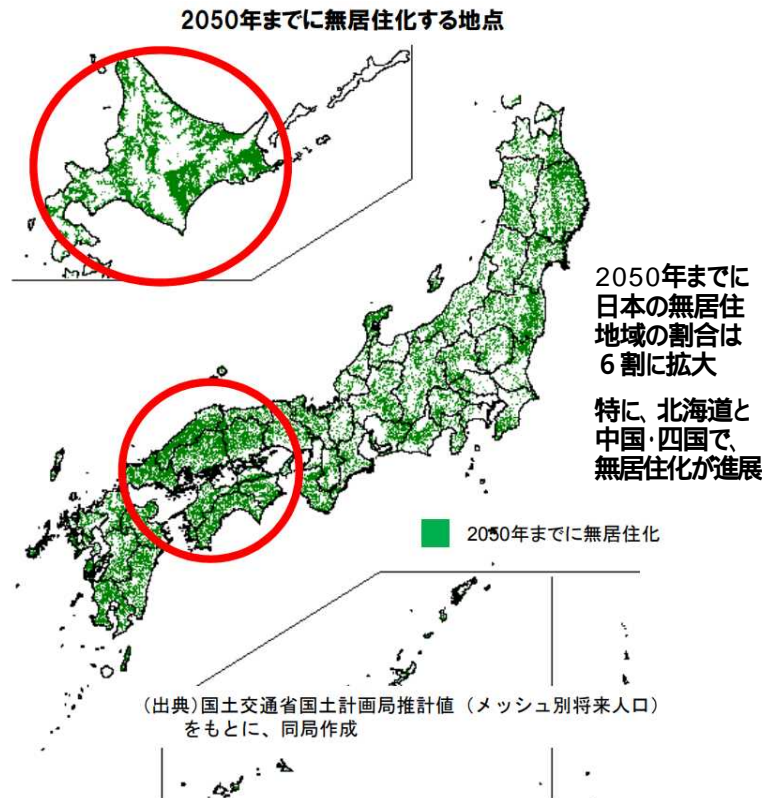 2050年までに無居住化する地点
2050年までに
日本の無居住
地域の割合は
６割に拡大
特に、北海道と
中国・四国で、
無居住化が進展
2050年までに無居住化
（出典）国土交通省国土計画局推計値（メッシュ別将来人口）
をもとに、同局作成